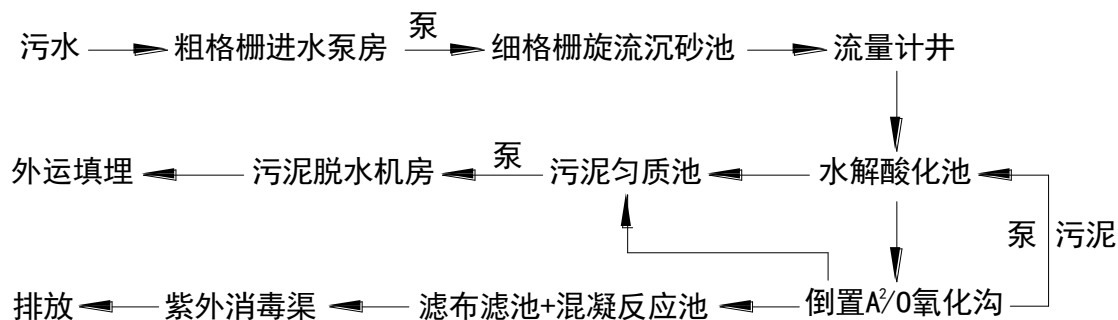 污水 粗格栅进水泵房 泵 细格栅旋流沉砂池 流量计井
外运填埋 污泥脱水机房 泵 污泥匀质池 水解酸化池
泵 污泥
排放 紫外消毒渠 滤布滤池+混凝反应池 倒置A²/O氧化沟